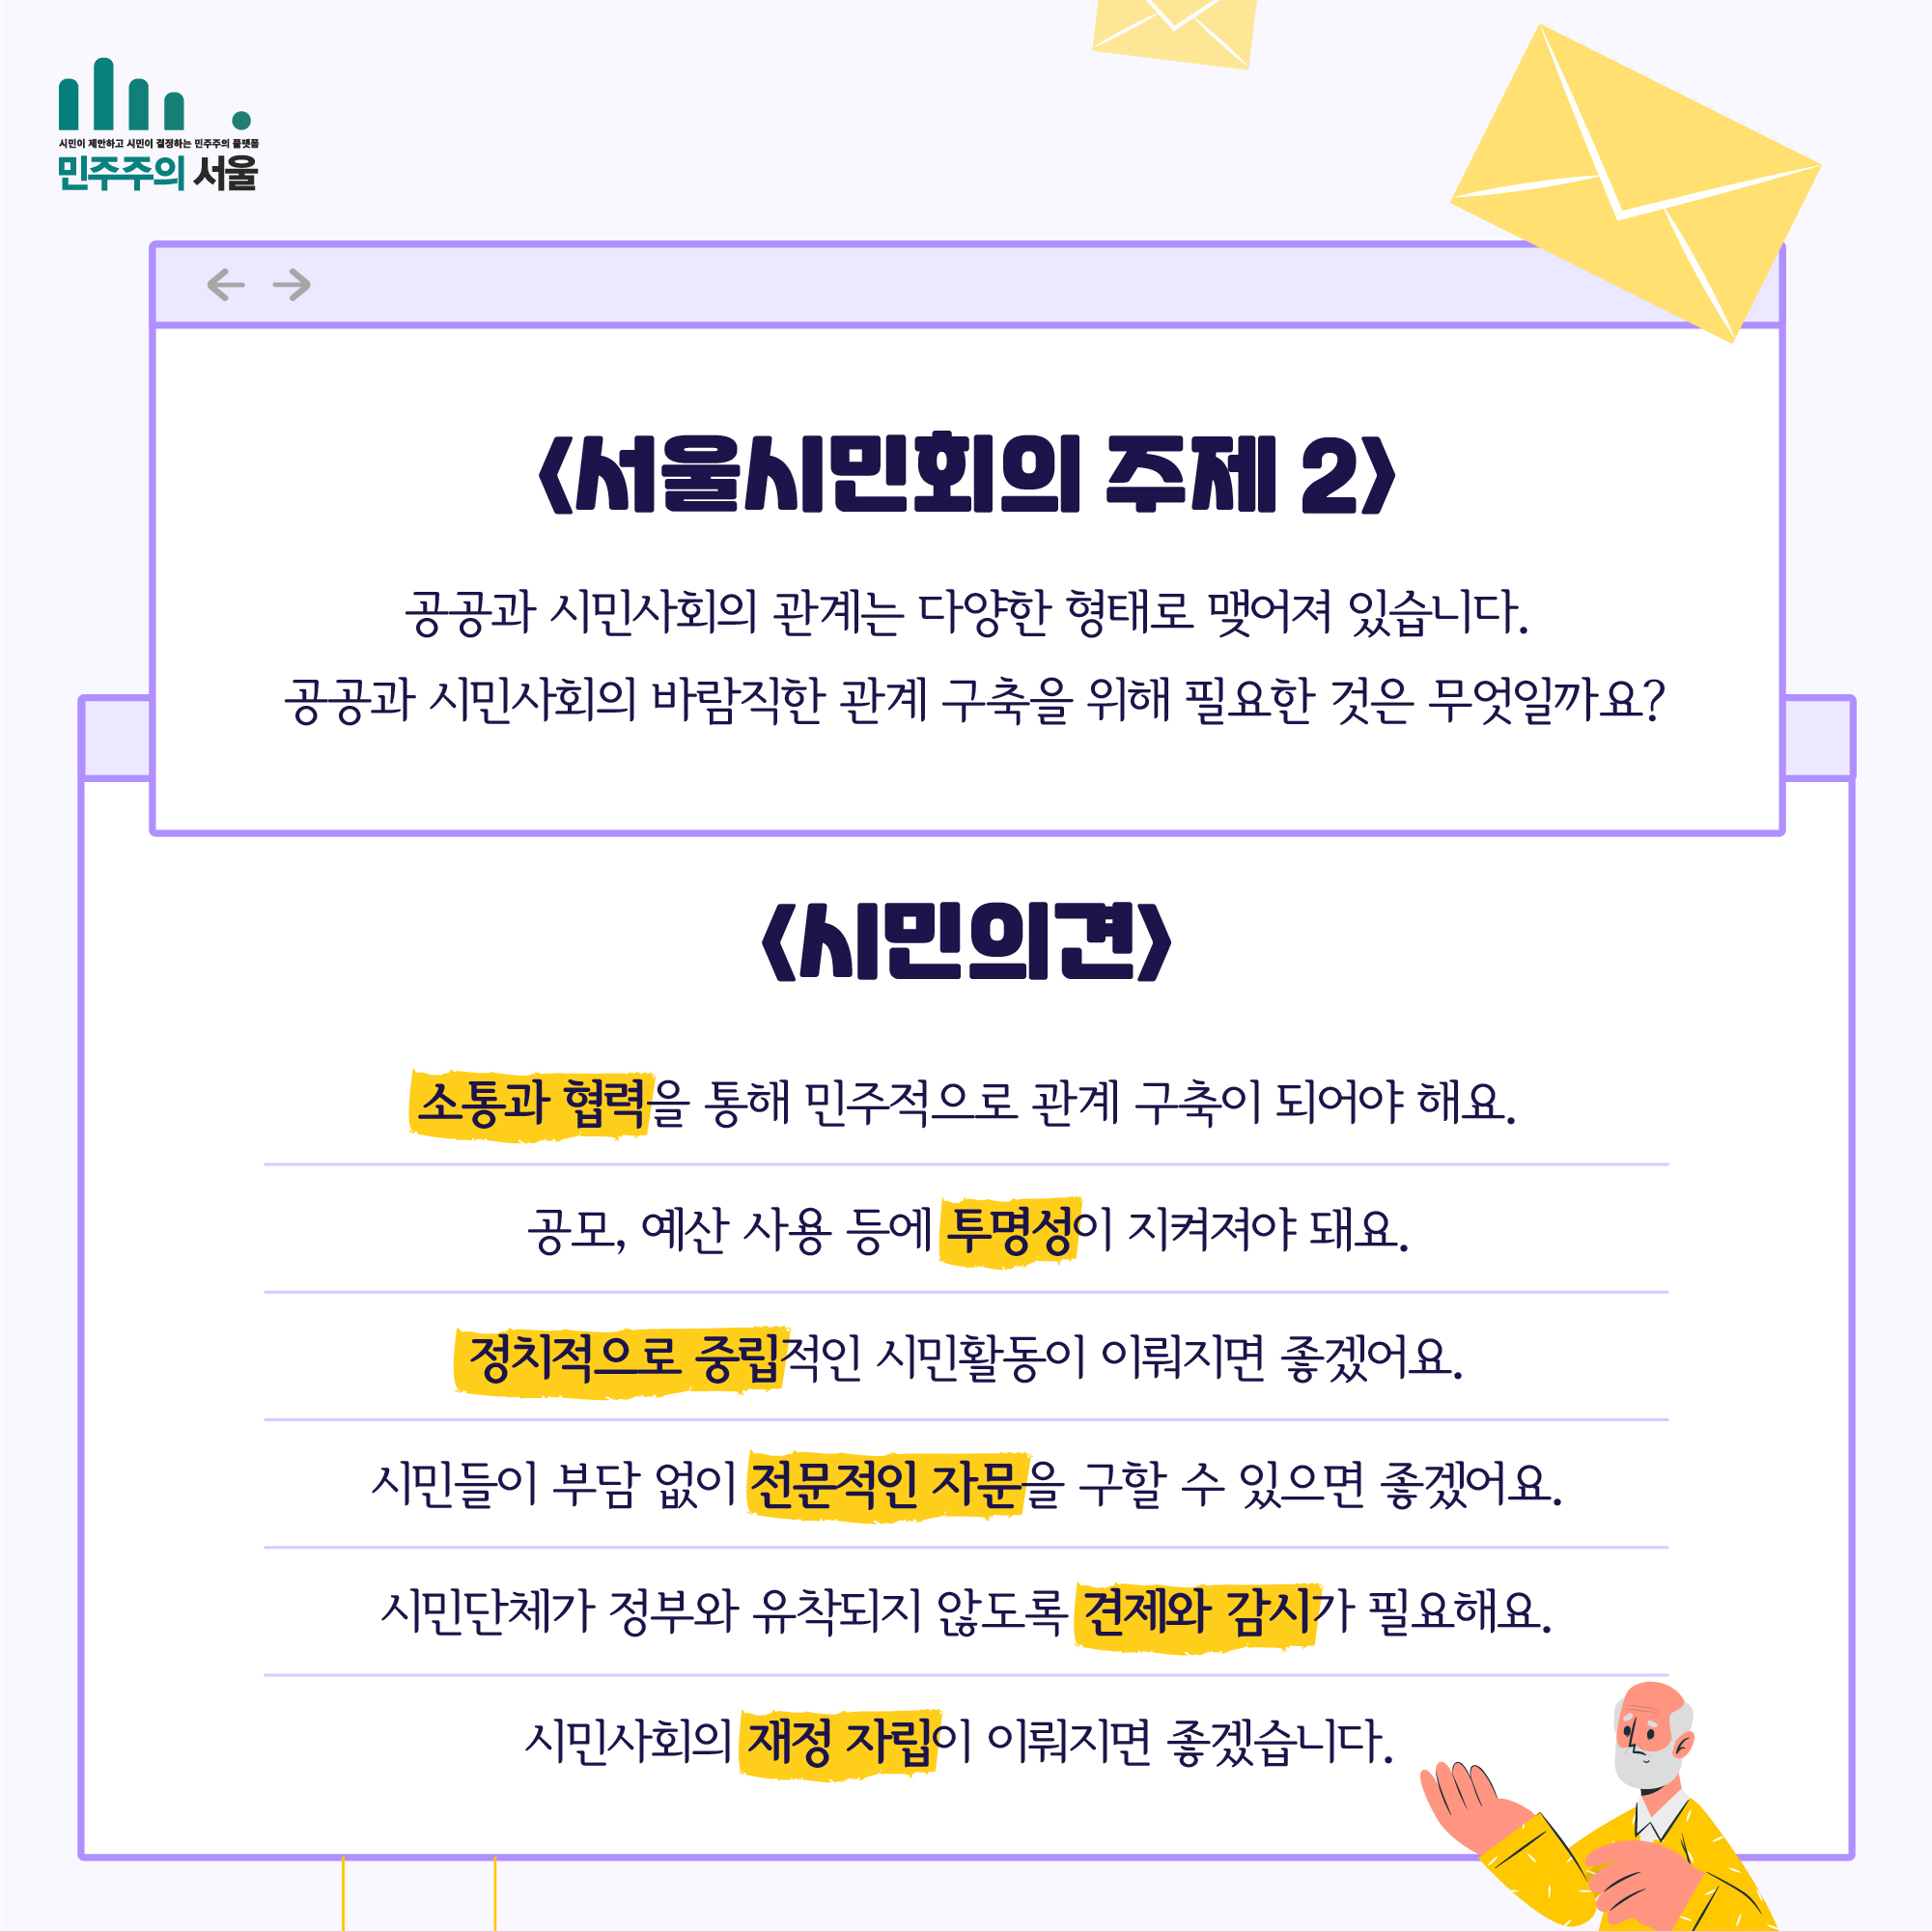 시민이 제안하고 시민이 결정하는 민주주의 플랫폼
민주주의 서울
<서울시민회의 주제 2>
공공과 시민사회의 관계는 다양한 형태로 맺어져 있습니다.
공공과 시민사회의 바람직한 관계 구축을 위해 필요한 것은 무엇일까요?
<시민의견>
소통과 협력을 통해 민주적으로 관계 구축이 되어야 해요.
공모, 예산 사용 등에 투명성이 지켜져야 돼요.
정치적으로 중립적인 시민활동이 이뤄지면 좋겠어요.
시민들이 부담 없이 전문적인 자문을 구할 수 있으면 좋겠어요.
시민단체가 정부와 유착되지 않도록 견제와 감시가 필요해요.
시민사회의 재정 자립이 이뤄지면 좋겠습니다.